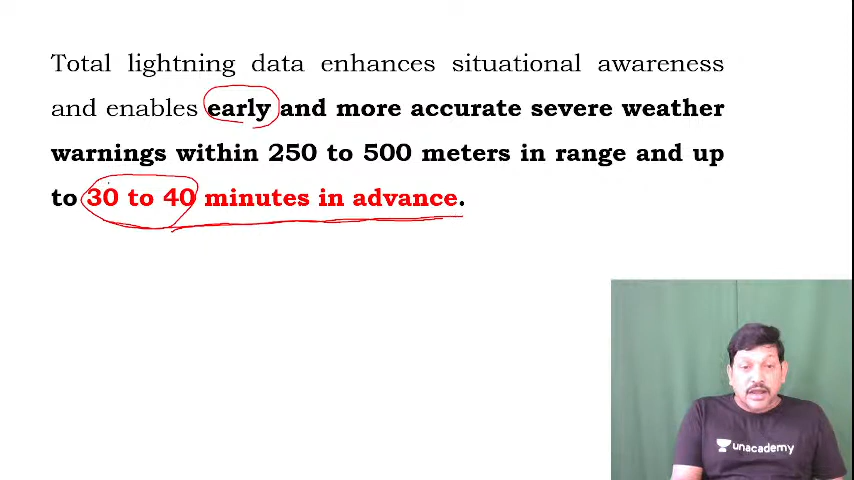 Total lightning data enhances situational awareness
and enables early and more accurate severe weather
warnings within 250 to 500 meters in range and up
to 30 to 40 minutes in advance.
unacademy